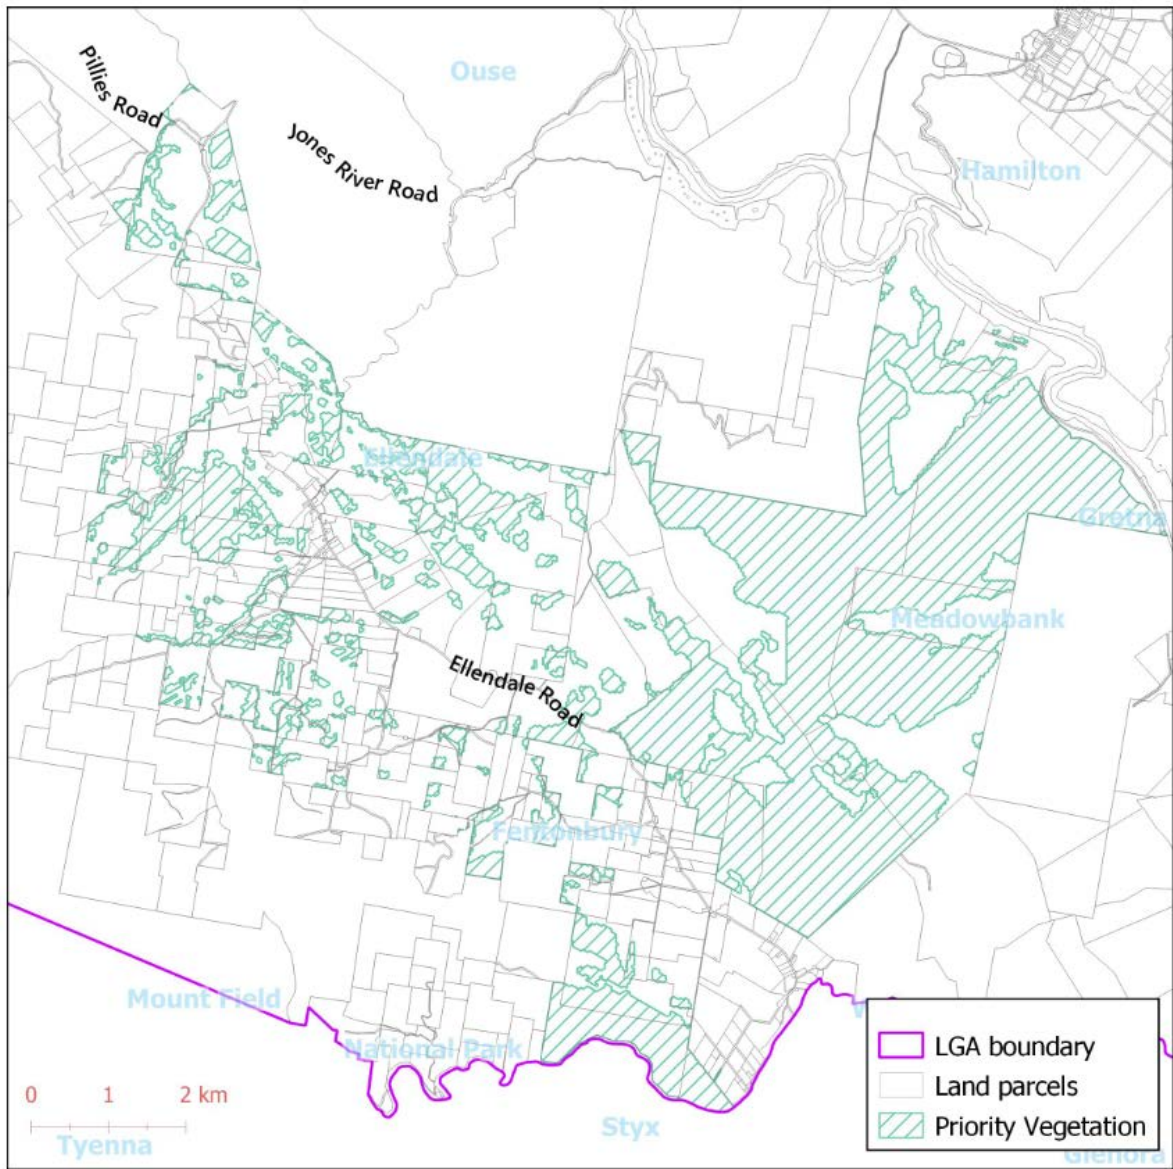 Ouse
Pillies Road
Jones River Road
Hamilton
Ellendale
Gretna
Meadowbank
Ellendale Road
Fentonbury
Mount Field
National Park
LGA boundary
Land parcels
Priority Vegetation
0 1 2 km
Styx
Tyenna
Glenora